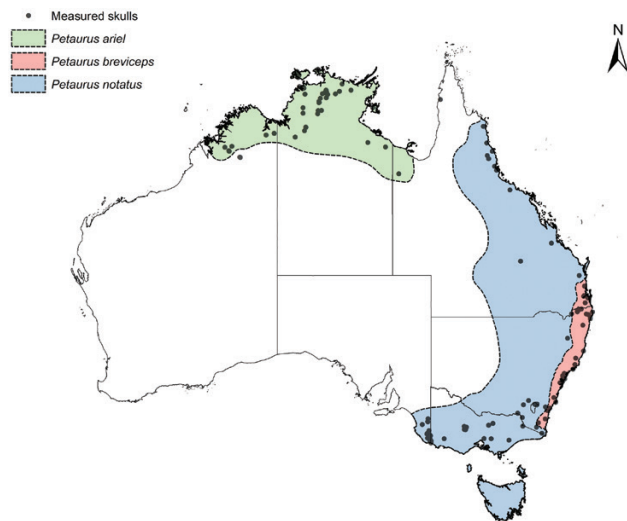 Measured skulls
Petaurus ariel
Petaurus breviceps
Petaurus notatus
N